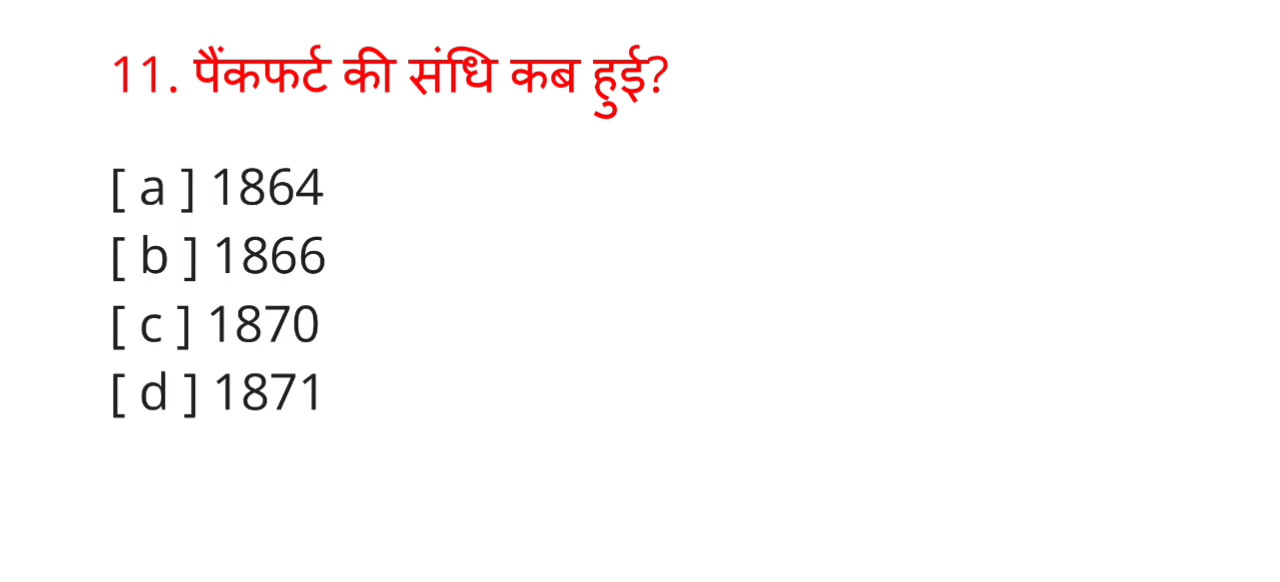 11. पैंकफर्ट की संधि कब हुई?
[ a ] 1864
[ b ] 1866
[ c ] 1870
[ d ] 1871